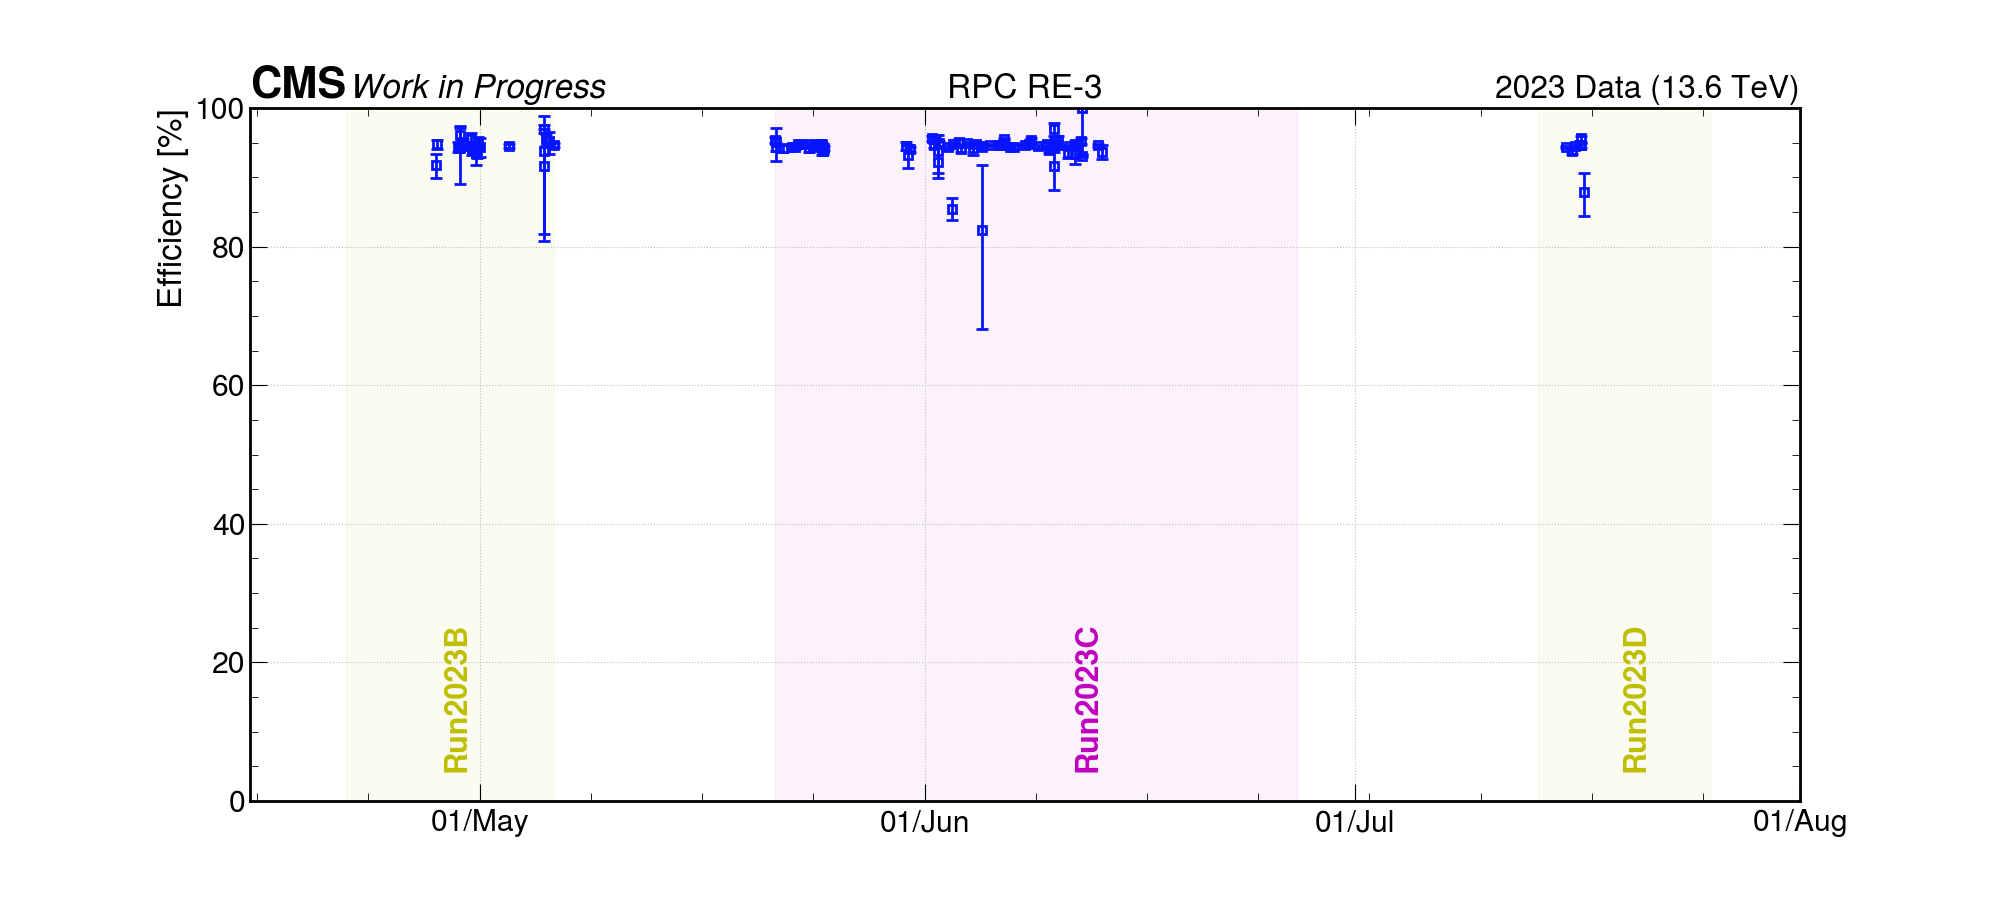 CMS Work in Progress RPC RE-3 2023 Data (13.6 TeV)
Efficiency [%]
100
80
60
40
20
0
Run2023B
Run2023C
Run2023D
01/May 01/Jun 01/Jul 01/Aug